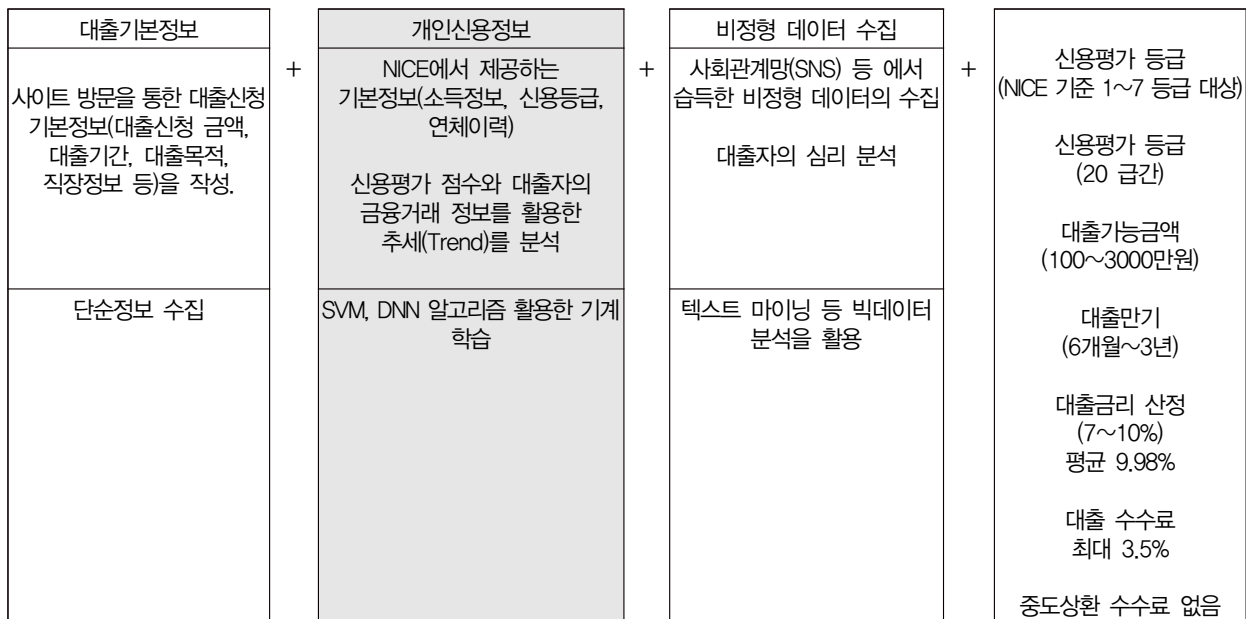 대출기본정보
사이트 방문을 통한 대출신청
기본정보(대출신청 금액,
대출기간, 대출목적,
직장정보 등)을 작성.
단순정보 수집
+
개인신용정보
NICE에서 제공하는
기본정보(소득정보, 신용등급,
연체이력)
신용평가 점수와 대출자의
금융거래 정보를 활용한
추세(Trend)를 분석
SVM, DNN 알고리즘 활용한 기계
학습
+
비정형 데이터 수집
사회관계망(SNS) 등 에서
습득한 비정형 데이터의 수집
대출자의 심리 분석
텍스트 마이닝 등 빅데이터
분석을 활용
+
신용평가 등급
(NICE 기준 1~7 등급 대상)
신용평가 등급
(20 급간)
대출가능금액
(100~3000만원)
대출만기
(6개월~3년)
대출금리 산정
(7~10%)
평균 9.98%
대출 수수료
최대 3.5%
중도상환 수수료 없음